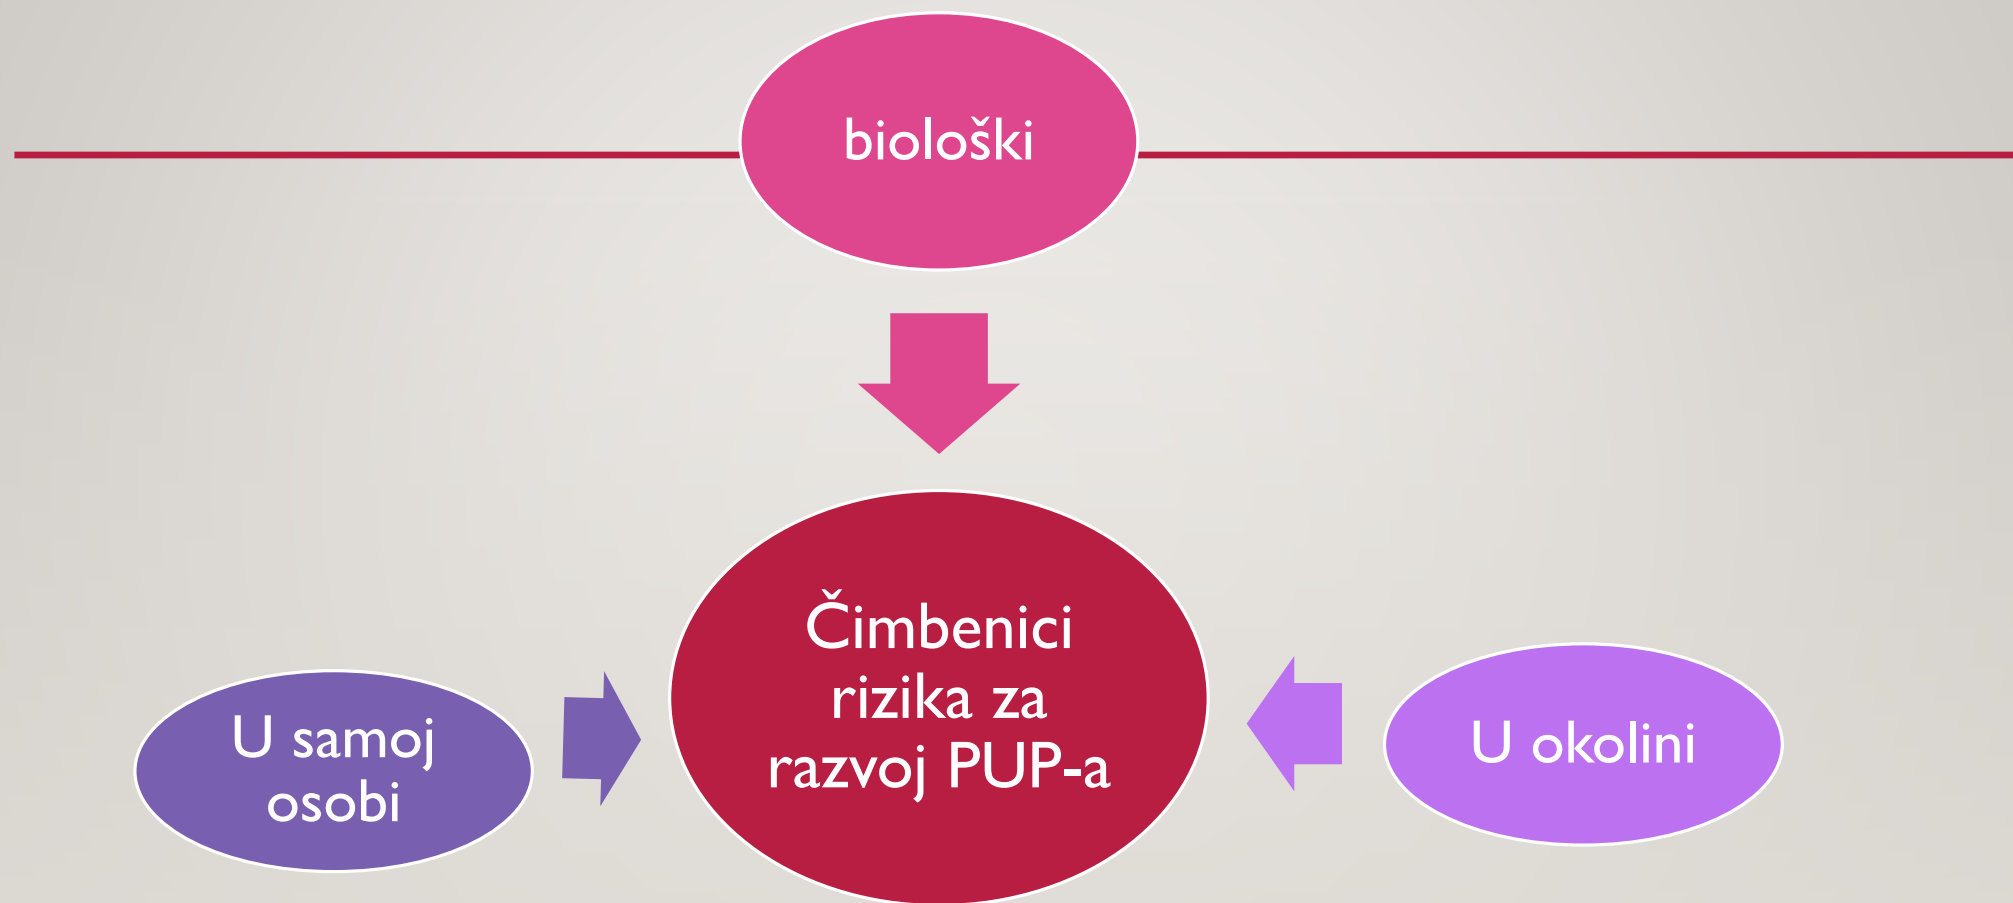 biološki
Čimbenici
rizika za
razvoj PUP-a
U samoj
osobi
U okolini